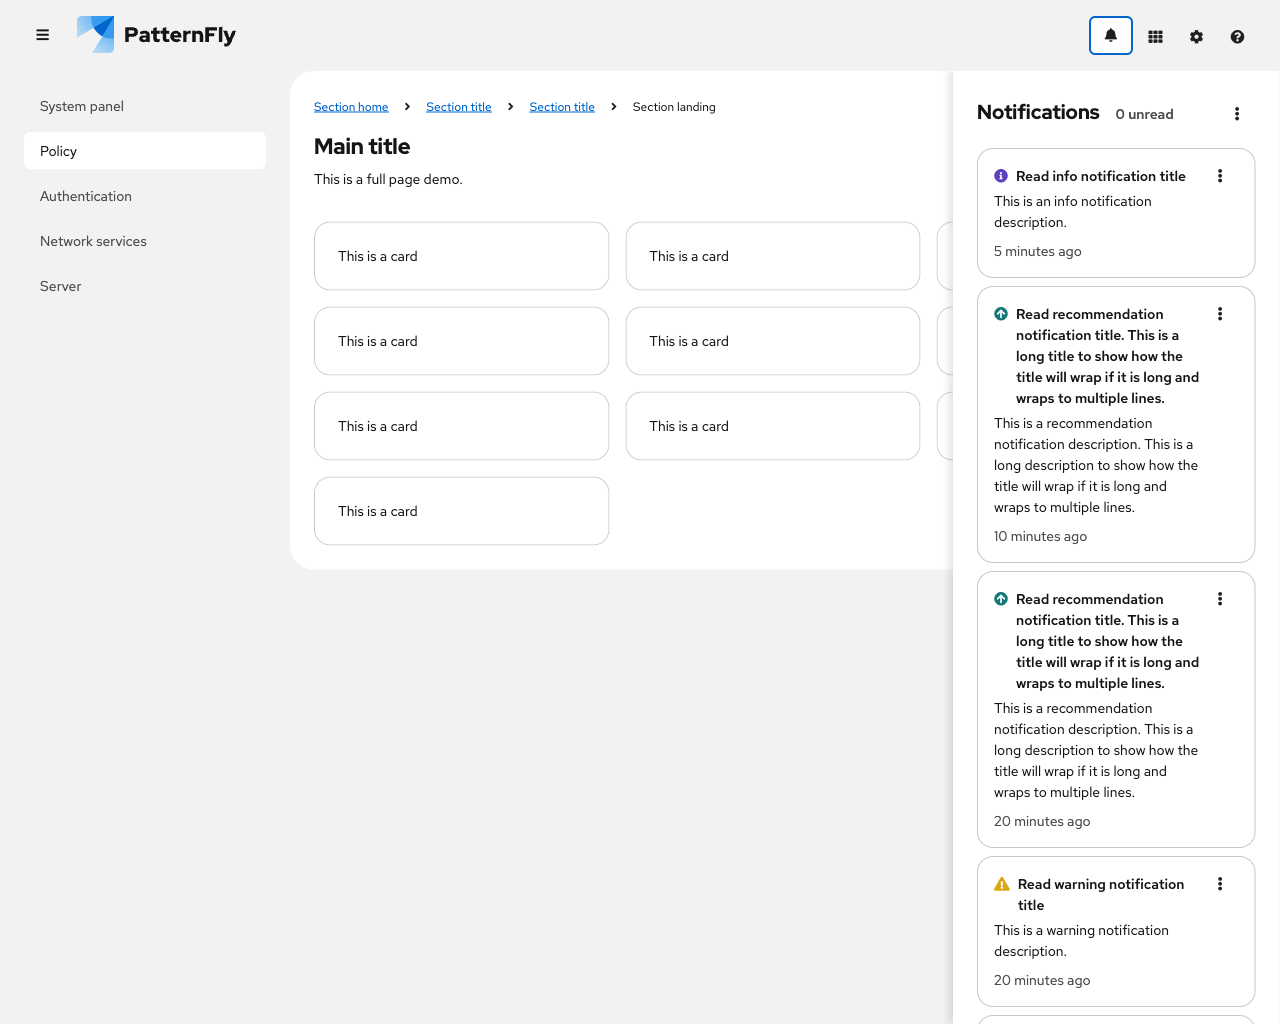 PatternFly
System panel
Policy
Authentication
Network services
Server
Section home
Section title
Section title
Section landing
Main title
This is a full page demo.
This is a card
This is a card
This is a card
This is a card
This is a card
This is a card
This is a card
Notifications
0 unread
Read info notification title
This is an info notification
description.
5 minutes ago
Read recommendation
notification title. This is a
long title to show how the
title will wrap if it is long and
wraps to multiple lines.
This is a recommendation
notification description. This is a
long description to show how the
title will wrap if it is long and
wraps to multiple lines.
10 minutes ago
Read recommendation
notification title. This is a
long title to show how the
title will wrap if it is long and
wraps to multiple lines.
This is a recommendation
notification description. This is a
long description to show how the
title will wrap if it is long and
wraps to multiple lines.
20 minutes ago
Read warning notification
title
This is a warning notification
description.
20 minutes ago